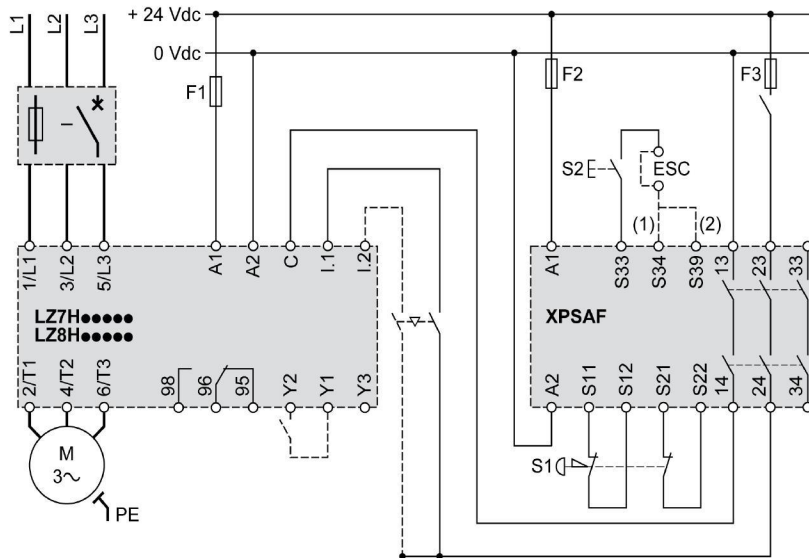 L1 L2 L3
+ 24 Vdc
0 Vdc
F1 F2 F3
S2 ESC
(1) (2)
1/L1 3/L2 5/L3 A1 A2 C I.1 I.2
A1 S33 S34 S39 13 23 33
LZ7H●●●●●
LZ8H●●●●●
XPSAF
2/T1 4/T2 6/T3 98 96 95 Y2 Y1 Y3
A2 S11 S12 S21 S22 14 24 34
M
3~
S1
PE